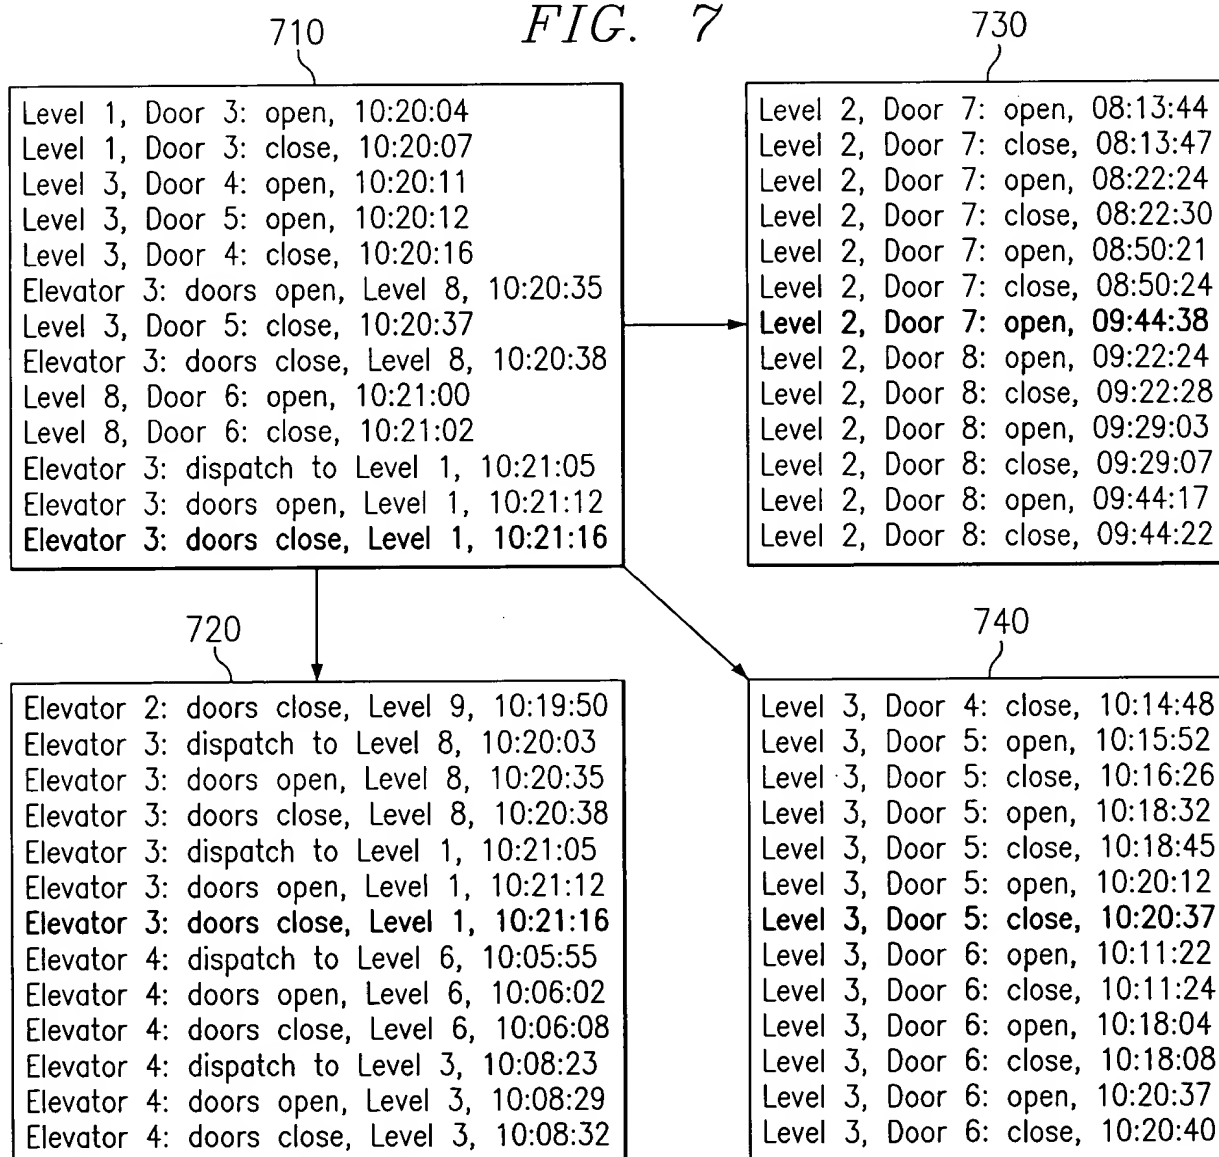 FIG. 7
710
Level 1, Door 3: open, 10:20:04
Level 1, Door 3: close, 10:20:07
Level 3, Door 4: open, 10:20:11
Level 3, Door 5: open, 10:20:12
Level 3, Door 4: close, 10:20:16
Elevator 3: doors open, Level 8, 10:20:35
Level 3, Door 5: close, 10:20:37
Elevator 3: doors close, Level 8, 10:20:38
Level 8, Door 6: open, 10:21:00
Level 8, Door 6: close, 10:21:02
Elevator 3: dispatch to Level 1, 10:21:05
Elevator 3: doors open, Level 1, 10:21:12
Elevator 3: doors close, Level 1, 10:21:16
730
Level 2, Door 7: open, 08:13:44
Level 2, Door 7: close, 08:13:47
Level 2, Door 7: open, 08:22:24
Level 2, Door 7: close, 08:22:30
Level 2, Door 7: open, 08:50:21
Level 2, Door 7: close, 08:50:24
Level 2, Door 7: open, 09:44:38
Level 2, Door 8: open, 09:22:24
Level 2, Door 8: close, 09:22:28
Level 2, Door 8: open, 09:29:03
Level 2, Door 8: close, 09:29:07
Level 2, Door 8: open, 09:44:17
Level 2, Door 8: close, 09:44:22
720
Elevator 2: doors close, Level 9, 10:19:50
Elevator 3: dispatch to Level 8, 10:20:03
Elevator 3: doors open, Level 8, 10:20:35
Elevator 3: doors close, Level 8, 10:20:38
Elevator 3: dispatch to Level 1, 10:21:05
Elevator 3: doors open, Level 1, 10:21:12
Elevator 3: doors close, Level 1, 10:21:16
Elevator 4: dispatch to Level 6, 10:05:55
Elevator 4: doors open, Level 6, 10:06:02
Elevator 4: doors close, Level 6, 10:06:08
Elevator 4: dispatch to Level 3, 10:08:23
Elevator 4: doors open, Level 3, 10:08:29
Elevator 4: doors close, Level 3, 10:08:32
740
Level 3, Door 4: close, 10:14:48
Level 3, Door 5: open, 10:15:52
Level 3, Door 5: close, 10:16:26
Level 3, Door 5: open, 10:18:32
Level 3, Door 5: close, 10:18:45
Level 3, Door 5: open, 10:20:12
Level 3, Door 5: close, 10:20:37
Level 3, Door 6: open, 10:11:22
Level 3, Door 6: close, 10:11:24
Level 3, Door 6: open, 10:18:04
Level 3, Door 6: close, 10:18:08
Level 3, Door 6: open, 10:20:37
Level 3, Door 6: close, 10:20:40